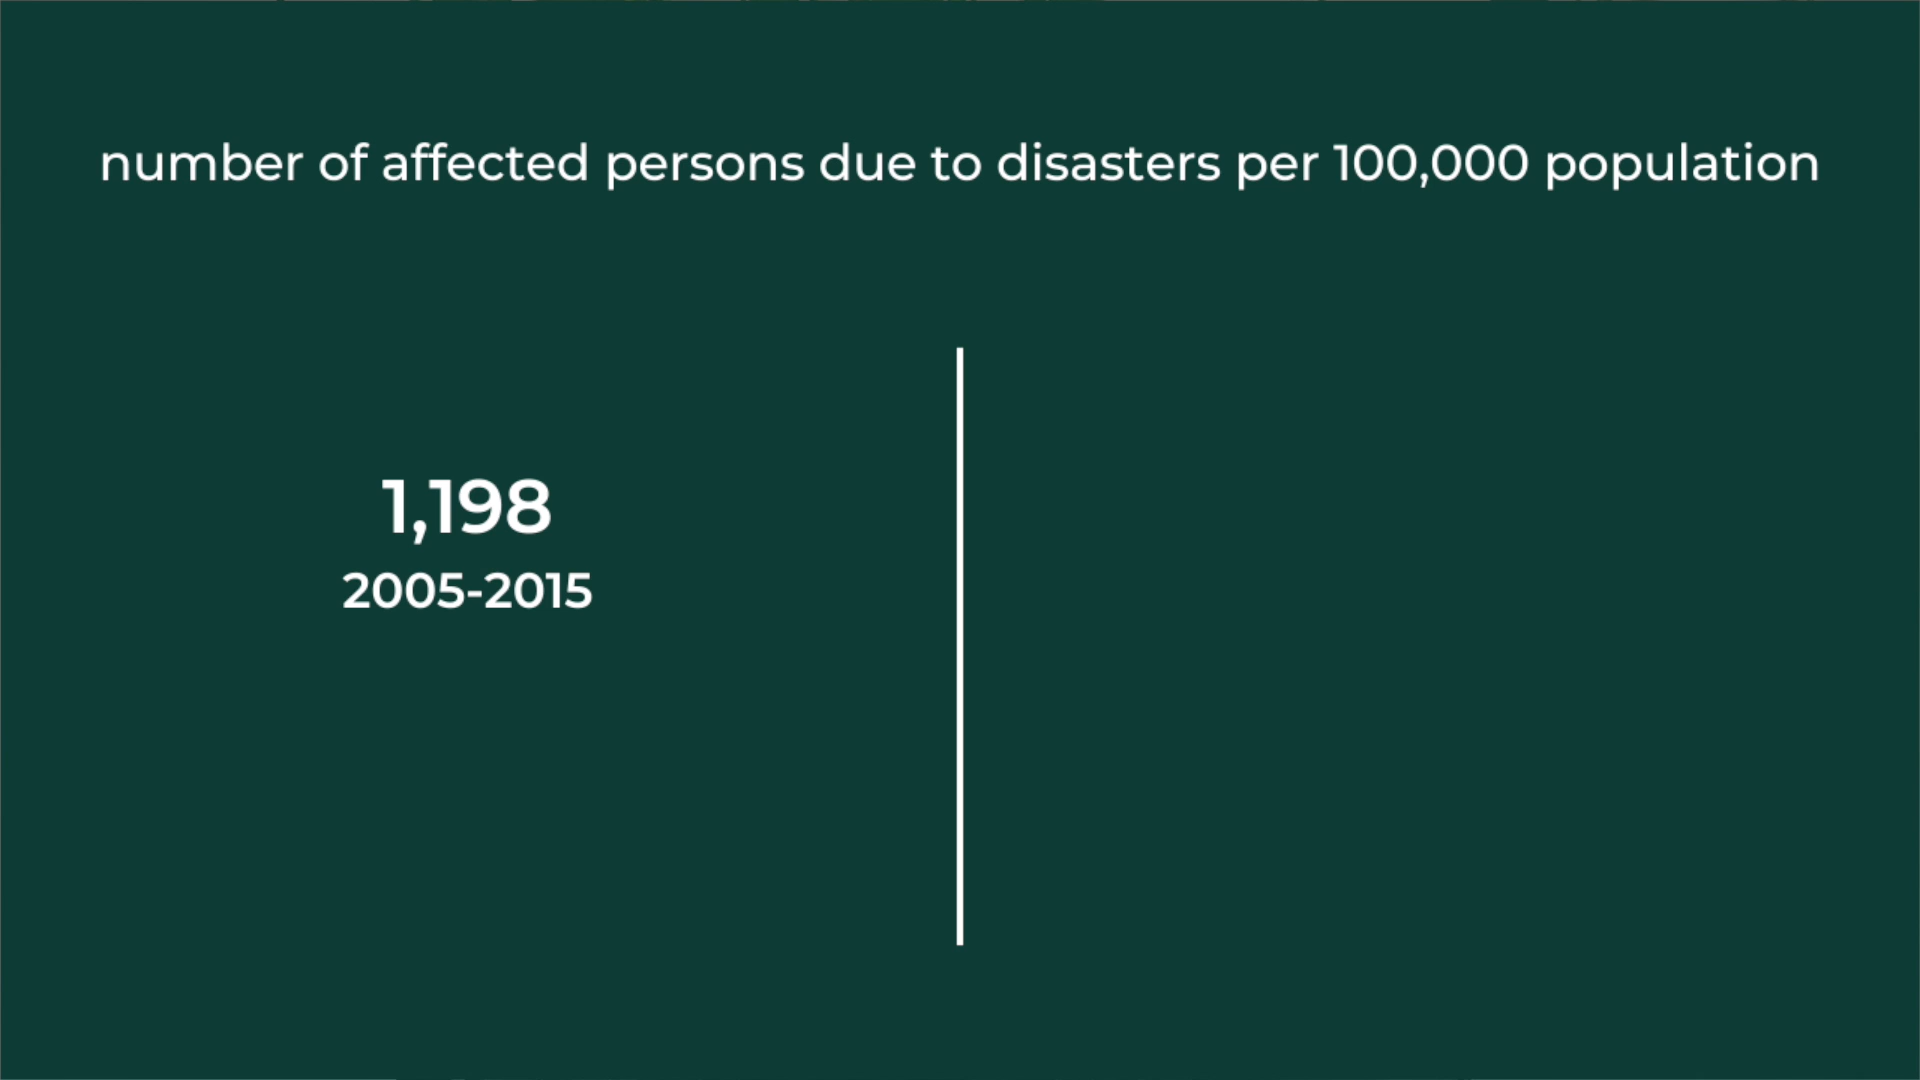 number of affected persons due to disasters per 100,000 population
1,198
2005-2015